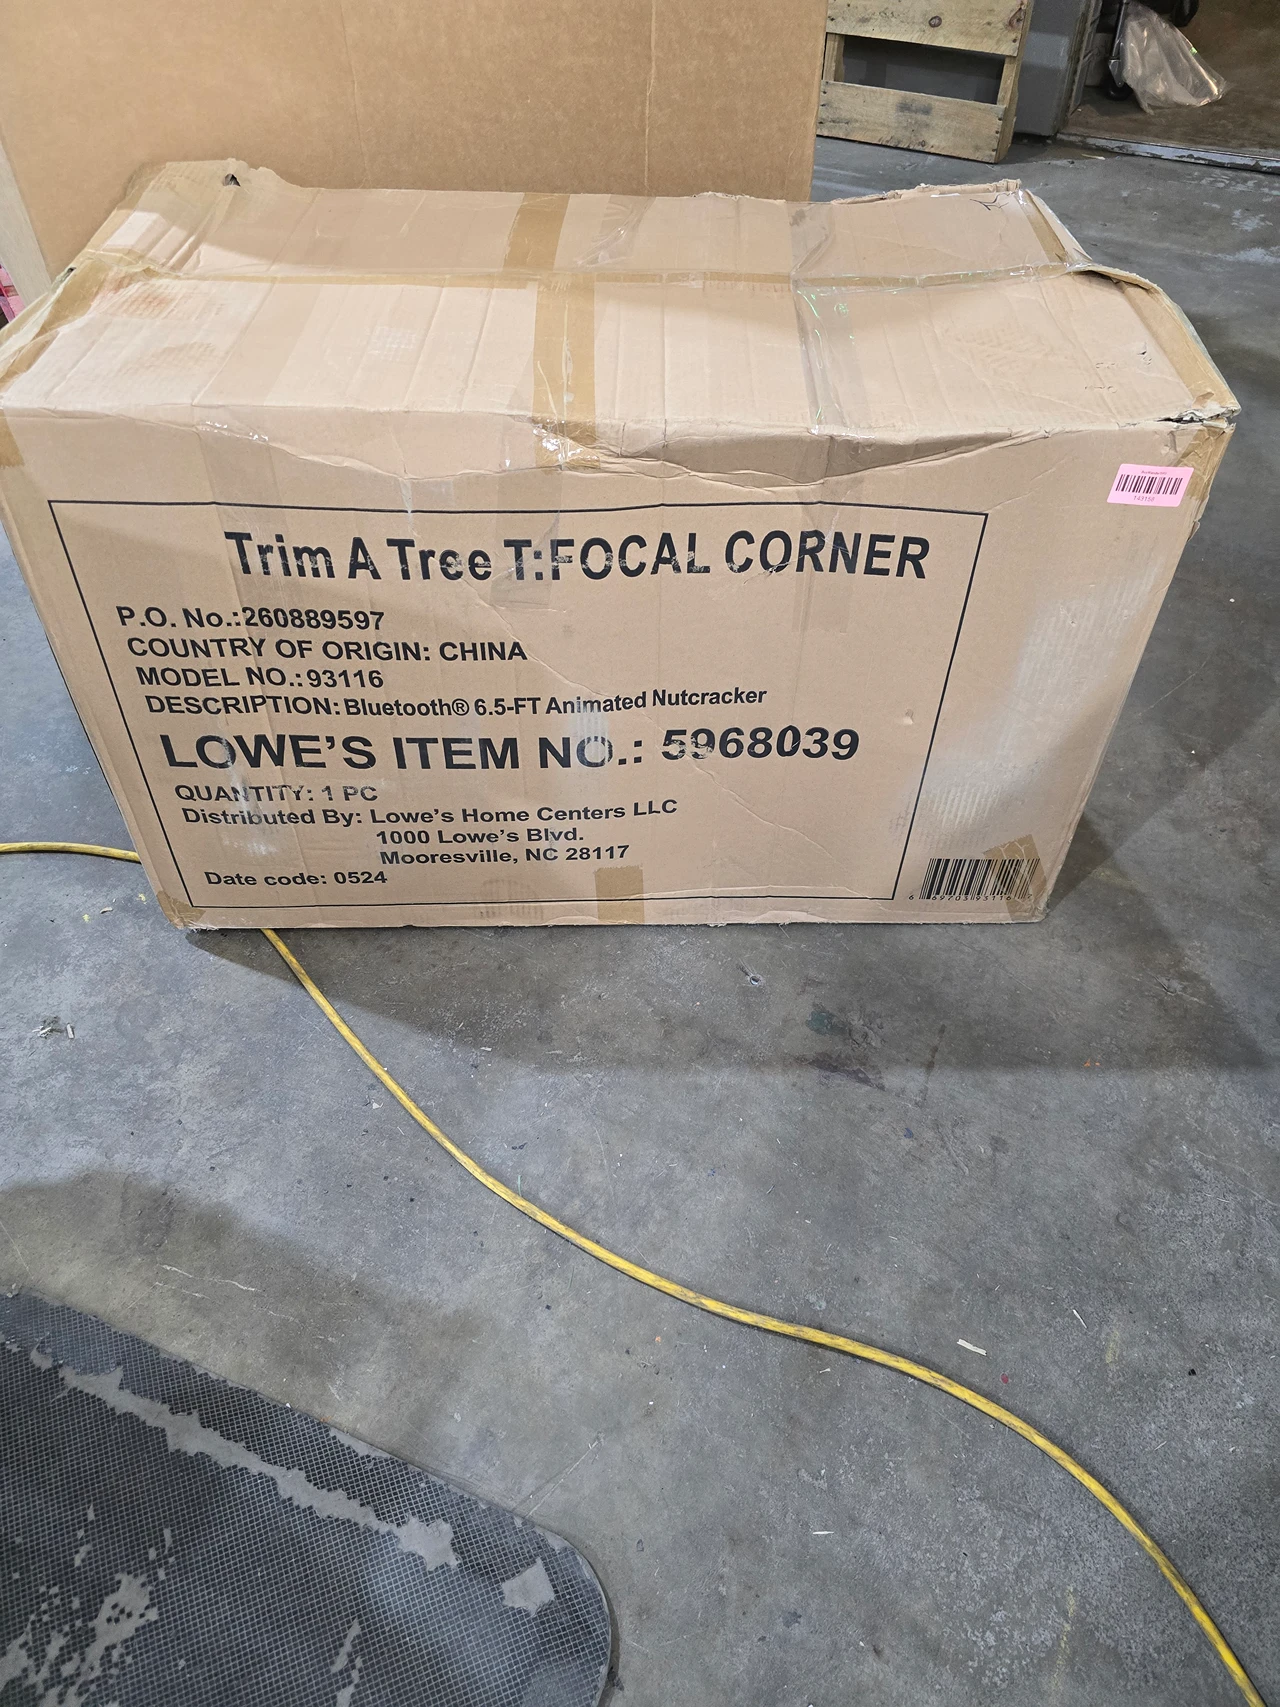 Trim A Tree T:FOCAL CORNER
P.O. No.:260889597
COUNTRY OF ORIGIN: CHINA
MODEL NO.:93116
DESCRIPTION: Bluetooth® 6.5-FT Animated Nutcracker
LOWE'S ITEM NO.: 5968039
QUANTITY: 1 PC
Distributed By: Lowe's Home Centers LLC
1000 Lowe's Blvd.
Mooresville, NC 28117
Date code: 0524